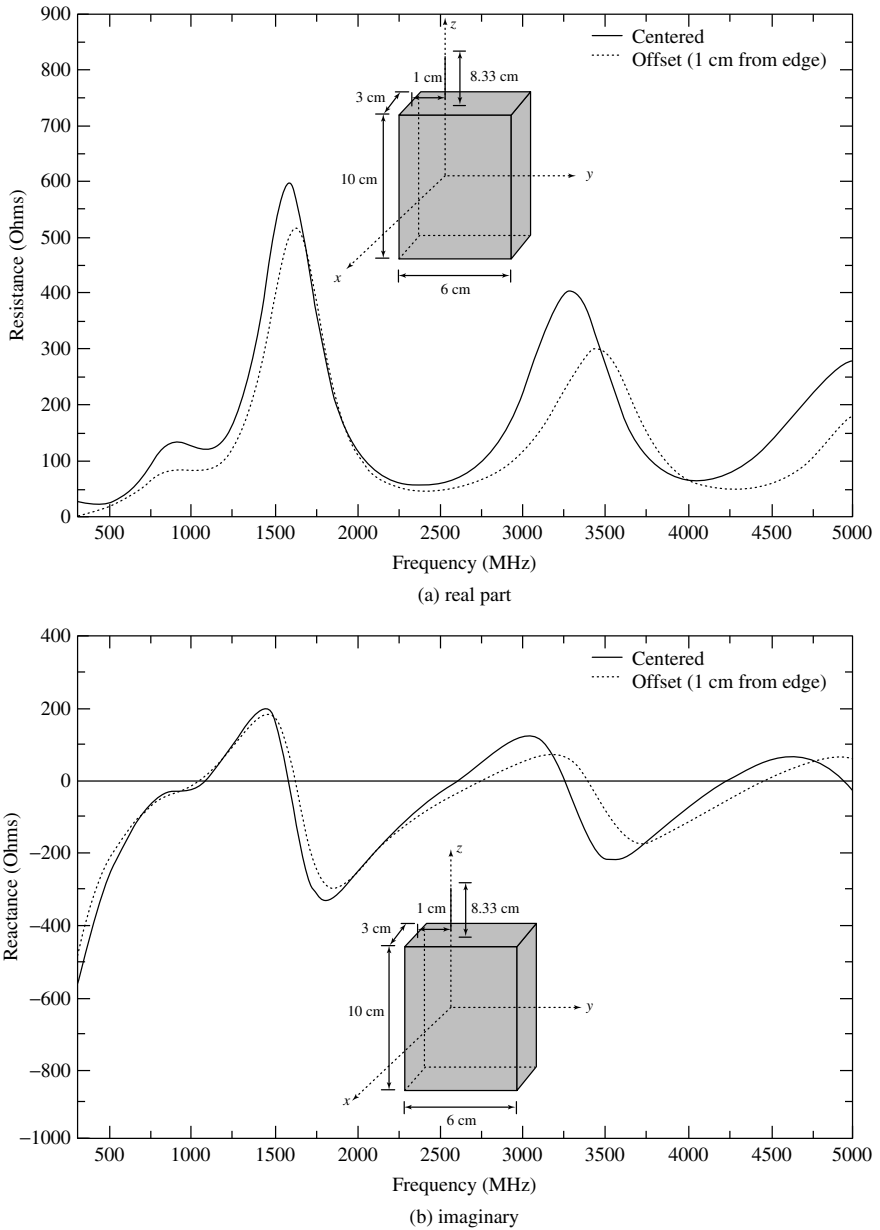 900
800
750
700
600
500
400
300
200
100
0
Resistance (Ohms)
Centered
Offset (1 cm from edge)
z
1 cm
8.33 cm
3 cm
10 cm
y
x
6 cm
500 1000 1500 2000 2500 3000 3500 4000 4500 5000
Frequency (MHz)
(a) real part
400
200
0
−200
−400
−600
−800
−1000
Reactance (Ohms)
Centered
Offset (1 cm from edge)
z
1 cm
8.33 cm
3 cm
10 cm
y
x
6 cm
500 1000 1500 2000 2500 3000 3500 4000 4500 5000
Frequency (MHz)
(b) imaginary